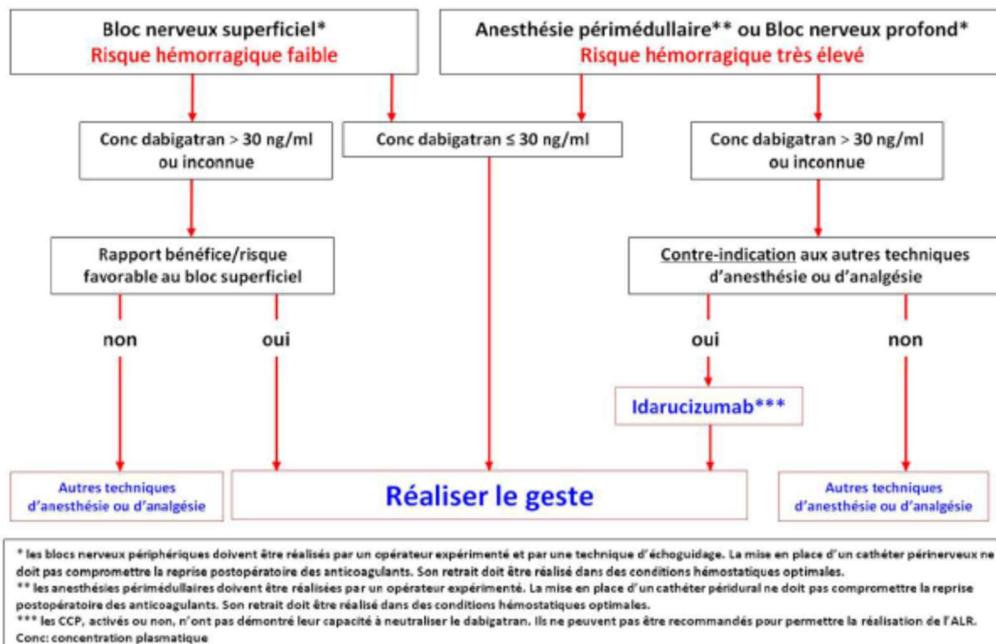 Bloc nerveux superficiel*
Risque hémorragique faible
Anesthésie périmédullaire** ou Bloc nerveux profond*
Risque hémorragique très élevé
Conc dabigatran > 30 ng/ml
ou inconnue
Conc dabigatran ≤ 30 ng/ml
Conc dabigatran > 30 ng/ml
ou inconnue
Rapport bénéfice/risque
favorable au bloc superficiel
Contre-indication aux autres techniques
d’anesthésie ou d’analgésie
non
oui
oui
non
Idarucizumab***
Autres techniques
d’anesthésie ou d’analgésie
Réaliser le geste
Autres techniques
d’anesthésie ou d’analgésie
* les blocs nerveux périphériques doivent être réalisés par un opérateur expérimenté et par une technique d’échoguidage. La mise en place d’un cathéter périnerveux ne
doit pas compromettre la reprise postopératoire des anticoagulants. Son retrait doit être réalisé dans des conditions hémostatiques optimales.
** les anesthésies périmédullaires doivent être réalisées par un opérateur expérimenté. La mise en place d’un cathéter péridural ne doit pas compromettre la reprise
postopératoire des anticoagulants. Son retrait doit être réalisé dans des conditions hémostatiques optimales.
*** les CCP, activés ou non, n’ont pas démontré leur capacité à neutraliser le dabigatran. Ils ne peuvent pas être recommandés pour permettre la réalisation de l’ALR.
Conc: concentration plasmatique